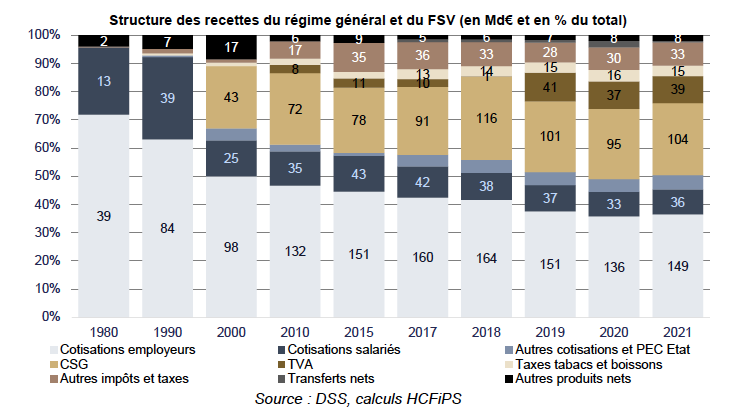 Structure des recettes du régime général et du FSV (en Md€ et en % du total)
100% 2 7 17 6 9 5 6 7 8 8
90% 17 35 36 33 28 30 33
80% 13 39 43 8 11 13 10 14 1 15 41 16 37 15 39
70% 72 78 91 116 101 95 104
60%
50% 25 35 43 42 38 37 33 36
40%
30% 39 84 98 132 151 160 164 151 136 149
20%
10%
0%
1980 1990 2000 2010 2015 2017 2018 2019 2020 2021
Cotisations employeurs Cotisations salariés Autres cotisations et PEC Etat
CSG TVA Taxes tabacs et boissons
Autres impôts et taxes Transferts nets Autres produits nets
Source : DSS, calculs HCFiPS